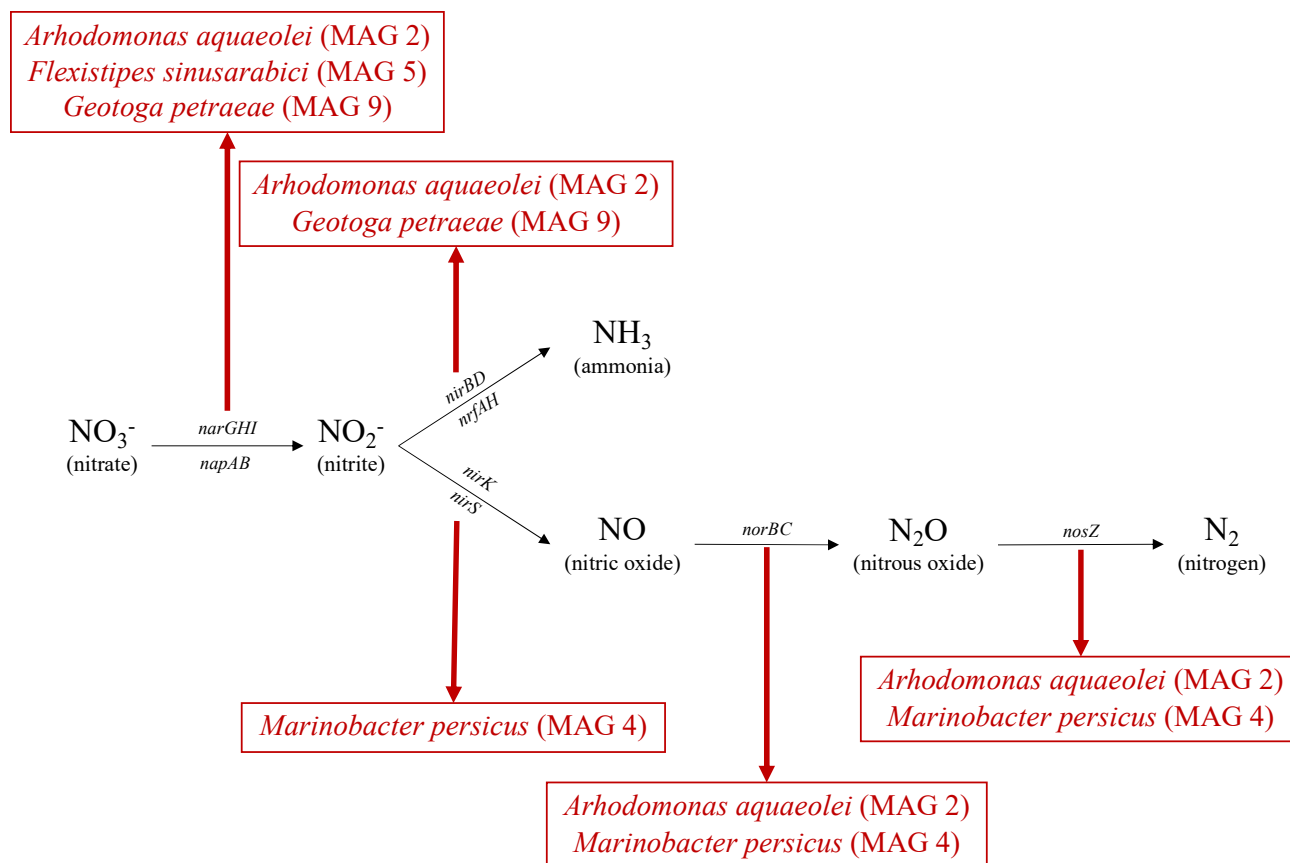 Arhodomonas aquaeolei (MAG 2)
Flexistipes sinusarabici (MAG 5)
Geotoga petraeae (MAG 9)
Arhodomonas aquaeolei (MAG 2)
Geotoga petraeae (MAG 9)
NH₃
(ammonia)
nirBD
nrfAH
NO₃⁻
(nitrate)
narGHI
napAB
NO₂⁻
(nitrite)
nirK
nirS
NO
(nitric oxide)
norBC
N₂O
(nitrous oxide)
nosZ
N₂
(nitrogen)
Marinobacter persicus (MAG 4)
Arhodomonas aquaeolei (MAG 2)
Marinobacter persicus (MAG 4)
Arhodomonas aquaeolei (MAG 2)
Marinobacter persicus (MAG 4)